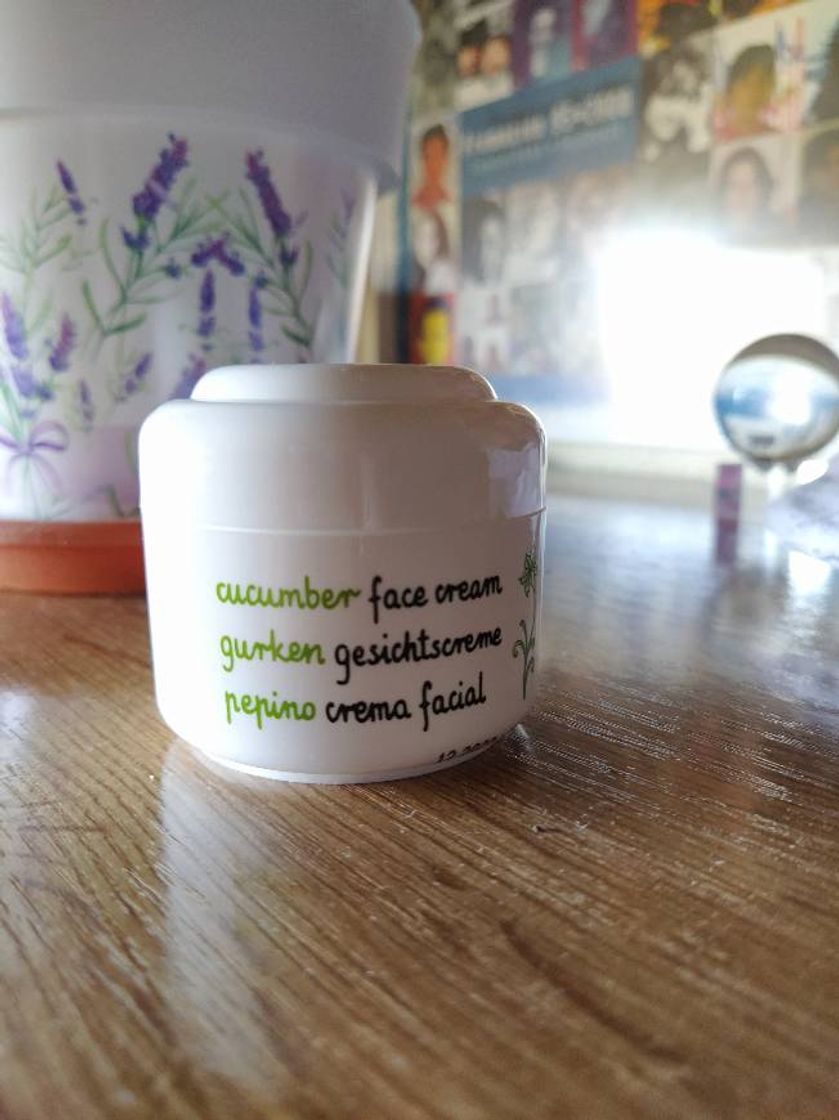 cucumber face cream
gurken gesichtscreme
pepino crema facial